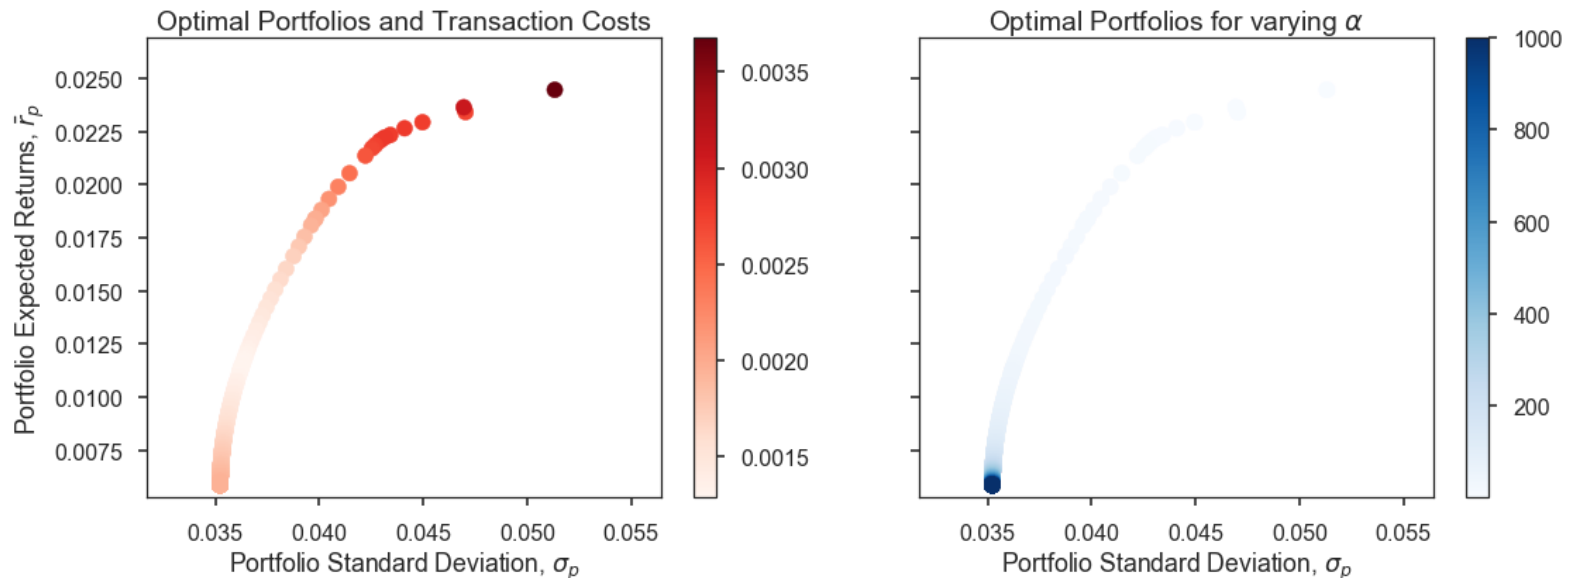 Optimal Portfolios and Transaction Costs
Portfolio Expected Returns, r̄ₚ
0.0250
0.0225
0.0200
0.0175
0.0150
0.0125
0.0100
0.0075
0.035 0.040 0.045 0.050 0.055
Portfolio Standard Deviation, σₚ
0.0035
0.0030
0.0025
0.0020
0.0015
Optimal Portfolios for varying α
0.035 0.040 0.045 0.050 0.055
Portfolio Standard Deviation, σₚ
1000
800
600
400
200